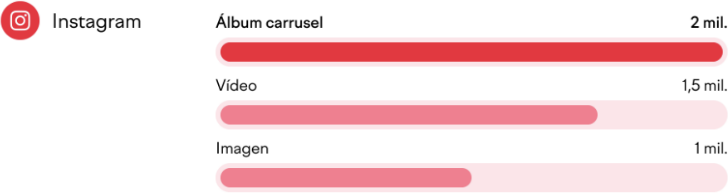 Instagram
Álbum carrusel 2 mil.
Vídeo 1,5 mil.
Imagen 1 mil.